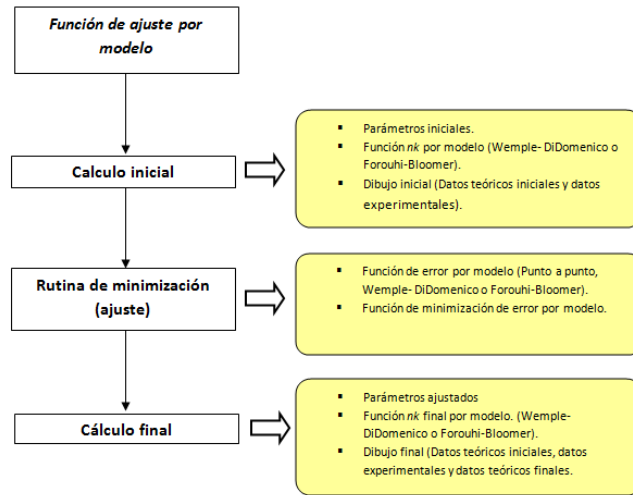 Función de ajuste por
modelo
Calculo inicial
▪ Parámetros iniciales.
▪ Función nk por modelo (Wemple- DiDomenico o
Forouhi-Bloomer).
▪ Dibujo inicial (Datos teóricos iniciales y datos
experimentales).
Rutina de minimización
(ajuste)
▪ Función de error por modelo (Punto a punto,
Wemple- DiDomenico o Forouhi-Bloomer).
▪ Función de minimización de error por modelo.
Cálculo final
▪ Parámetros ajustados
▪ Función nk final por modelo. (Wemple-
DiDomenico o Forouhi-Bloomer).
▪ Dibujo final (Datos teóricos iniciales, datos
experimentales y datos teóricos finales.